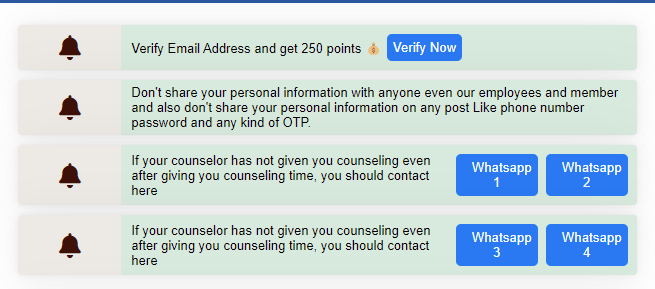 Verify Email Address and get 250 points 💰 Verify Now
Don't share your personal information with anyone even our employees and member
and also don't share your personal information on any post Like phone number
password and any kind of OTP.
If your counselor has not given you counseling even
after giving you counseling time, you should contact
here
Whatsapp
1
Whatsapp
2
If your counselor has not given you counseling even
after giving you counseling time, you should contact
here
Whatsapp
3
Whatsapp
4